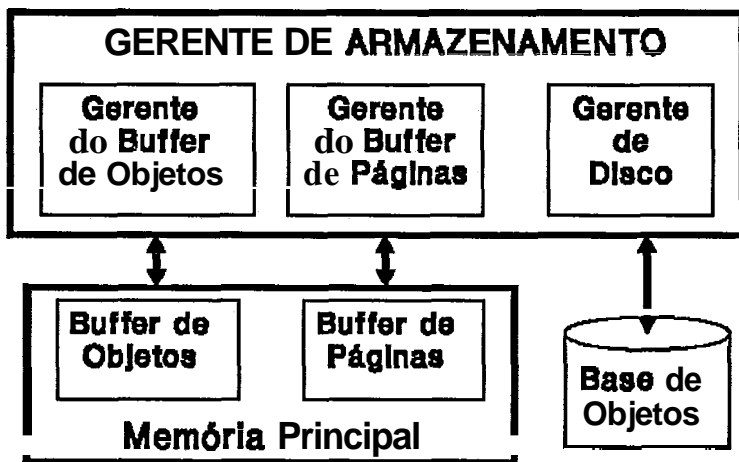 GERENTE DE ARMAZENAMENTO
Gerente
do Buffer
de Objetos
Gerente
do Buffer
de Páginas
Gerente
de
Disco
Buffer de
Objetos
Buffer de
Páginas
Memória Principal
Base de
Objetos